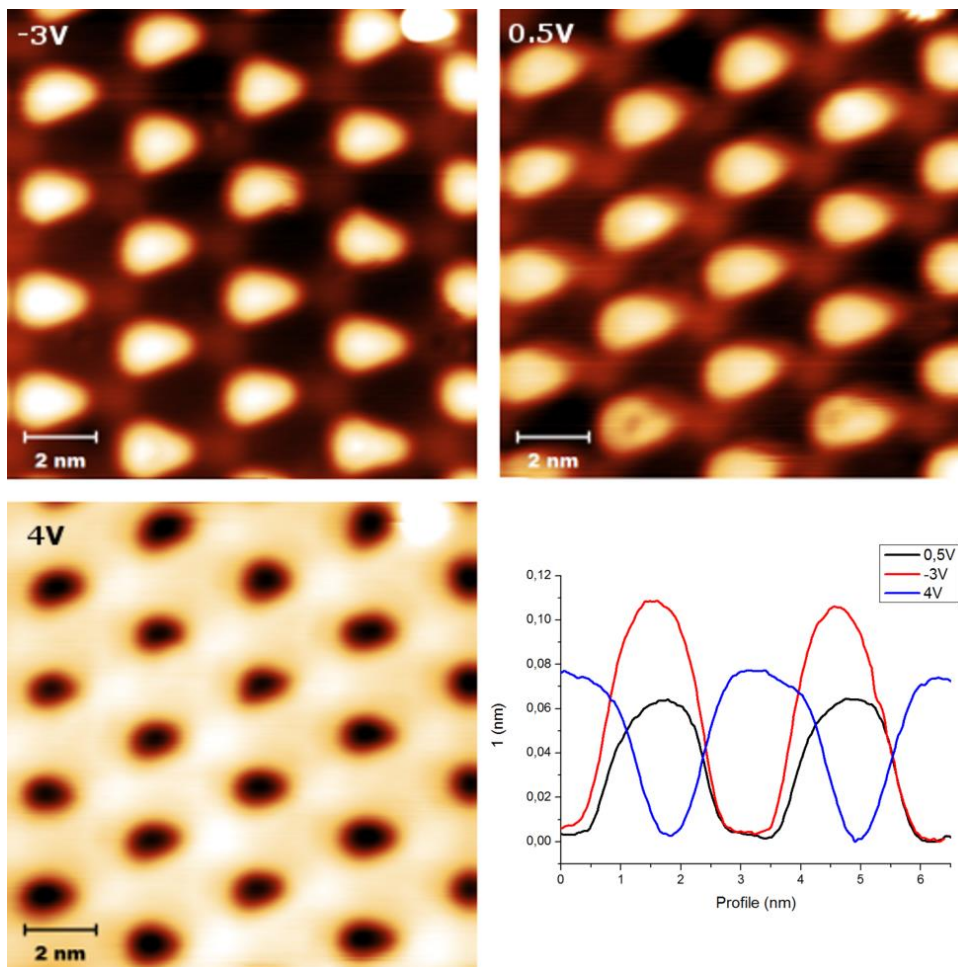 -3V
2 nm
0.5V
2 nm
4V
2 nm
0,5V
-3V
4V
0,12
0,10
0,08
0,06
0,04
0,02
0,00
1 (nm)
0 1 2 3 4 5 6
Profile (nm)